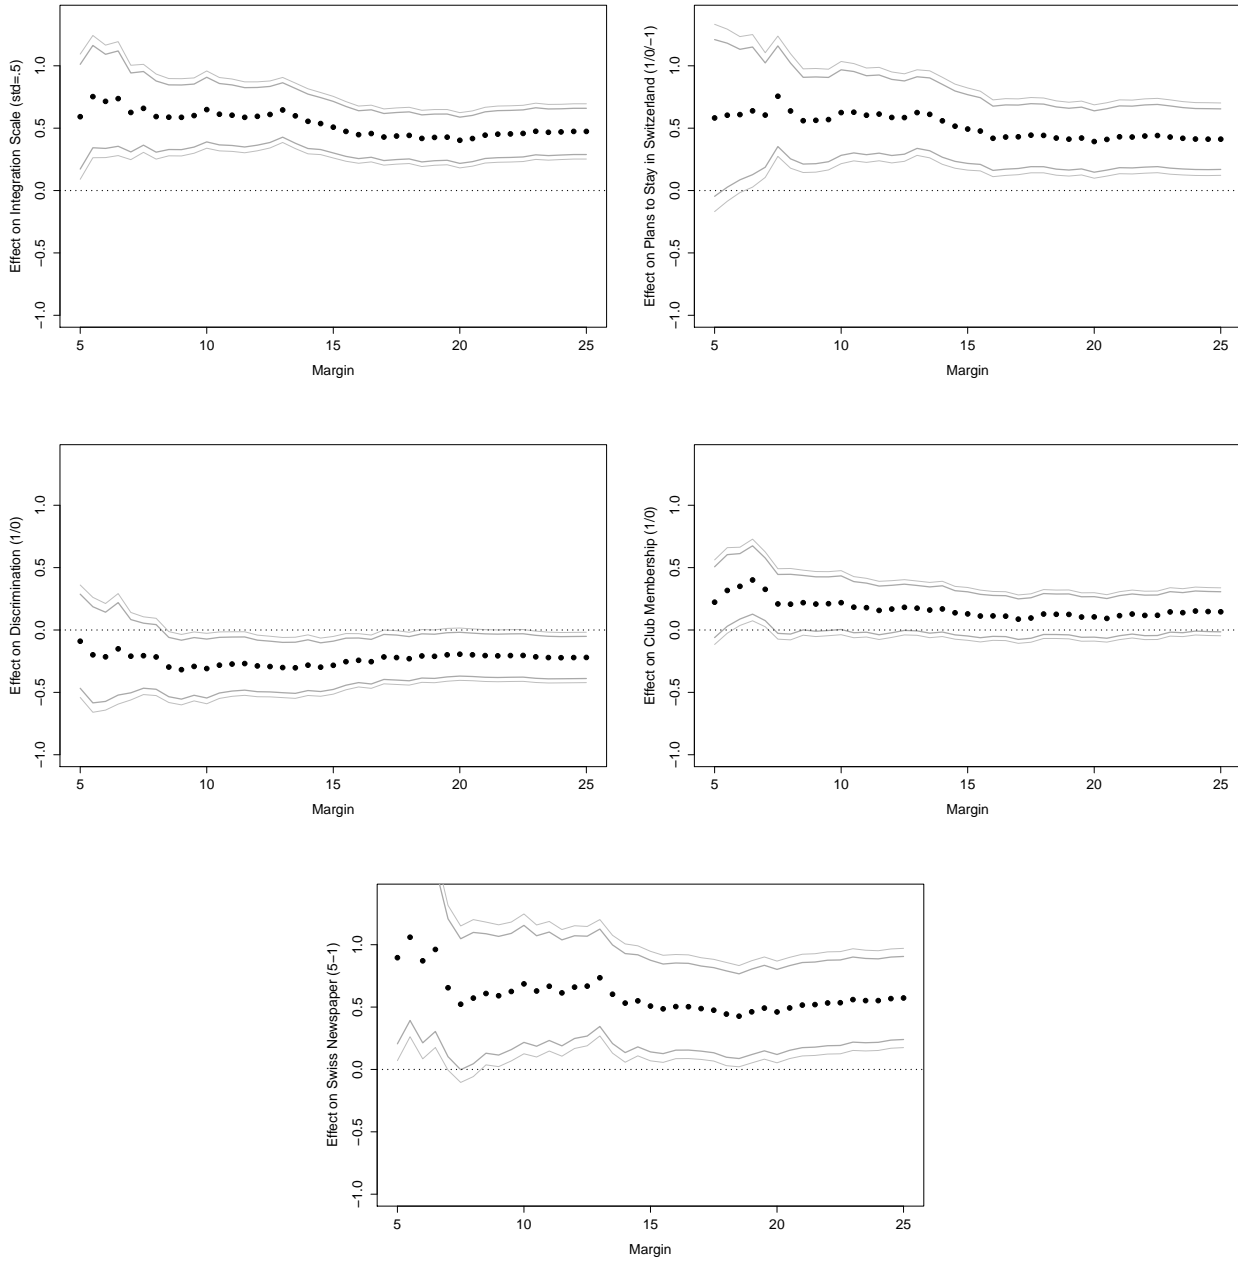 Effect on Integration Scale (std=.5)
1.0
0.5
0.0
−0.5
−1.0
5 10 15 20 25
Margin
Effect on Plans to Stay in Switzerland (1/0/−1)
1.0
0.5
0.0
−0.5
−1.0
5 10 15 20 25
Margin
Effect on Discrimination (1/0)
1.0
0.5
0.0
−0.5
−1.0
5 10 15 20 25
Margin
Effect on Club Membership (1/0)
1.0
0.5
0.0
−0.5
−1.0
5 10 15 20 25
Margin
Effect on Swiss Newspaper (5−1)
1.0
0.5
0.0
−0.5
−1.0
5 10 15 20 25
Margin